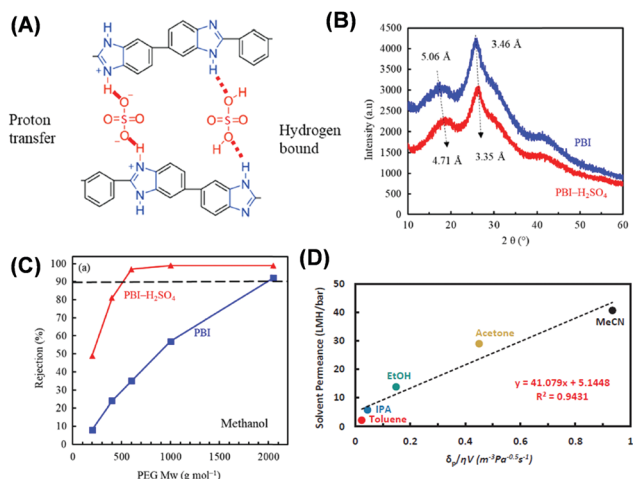 (A)
H
N
N
N
+
N
H
N
H
H
O
−
O
H
O
S
O
O
S
O
Proton
transfer
Hydrogen
bound
−
O
O
H
H
H
+
N
N
H
N
N
(B)
5000
4500
4000
3500
3000
2500
2000
1500
1000
500
0
Intensity (a.u)
5.06 Å
3.46 Å
4.71 Å
3.35 Å
PBI
PBI–H₂SO₄
10
20
30
40
50
60
2 θ (°)
(C)
(a)
100
90
80
70
60
50
40
30
20
10
0
Rejection (%)
PBI–H₂SO₄
PBI
Methanol
0
500
1000
1500
2000
PEG Mw (g mol⁻¹)
(D)
50
40
30
20
10
0
Solvent Permeance (LMH/bar)
MeCN
Acetone
EtOH
IPA
Toluene
y = 41.079x + 5.1448
R² = 0.9431
0
0.2
0.4
0.6
0.8
1
δₚ/ηV (m⁻³Pa⁻⁰·⁵s⁻¹)